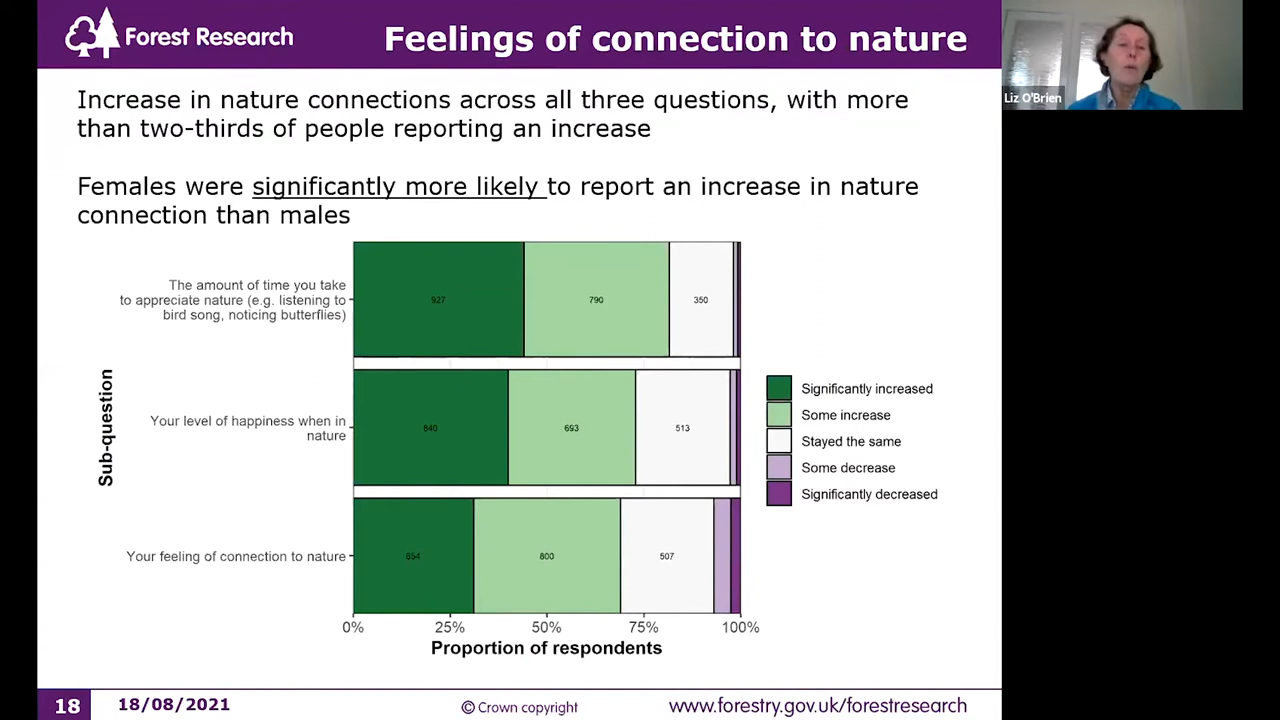 Forest Research
Feelings of connection to nature
Liz O'Brien
Increase in nature connections across all three questions, with more
than two-thirds of people reporting an increase
Females were significantly more likely to report an increase in nature
connection than males
The amount of time you take
to appreciate nature (e.g. listening to
bird song, noticing butterflies)
927
790
350
Your level of happiness when in
nature
840
693
513
Your feeling of connection to nature
654
800
507
Sub-question
0%
25%
50%
75%
100%
Proportion of respondents
Significantly increased
Some increase
Stayed the same
Some decrease
Significantly decreased
18
18/08/2021
© Crown copyright
www.forestry.gov.uk/forestresearch